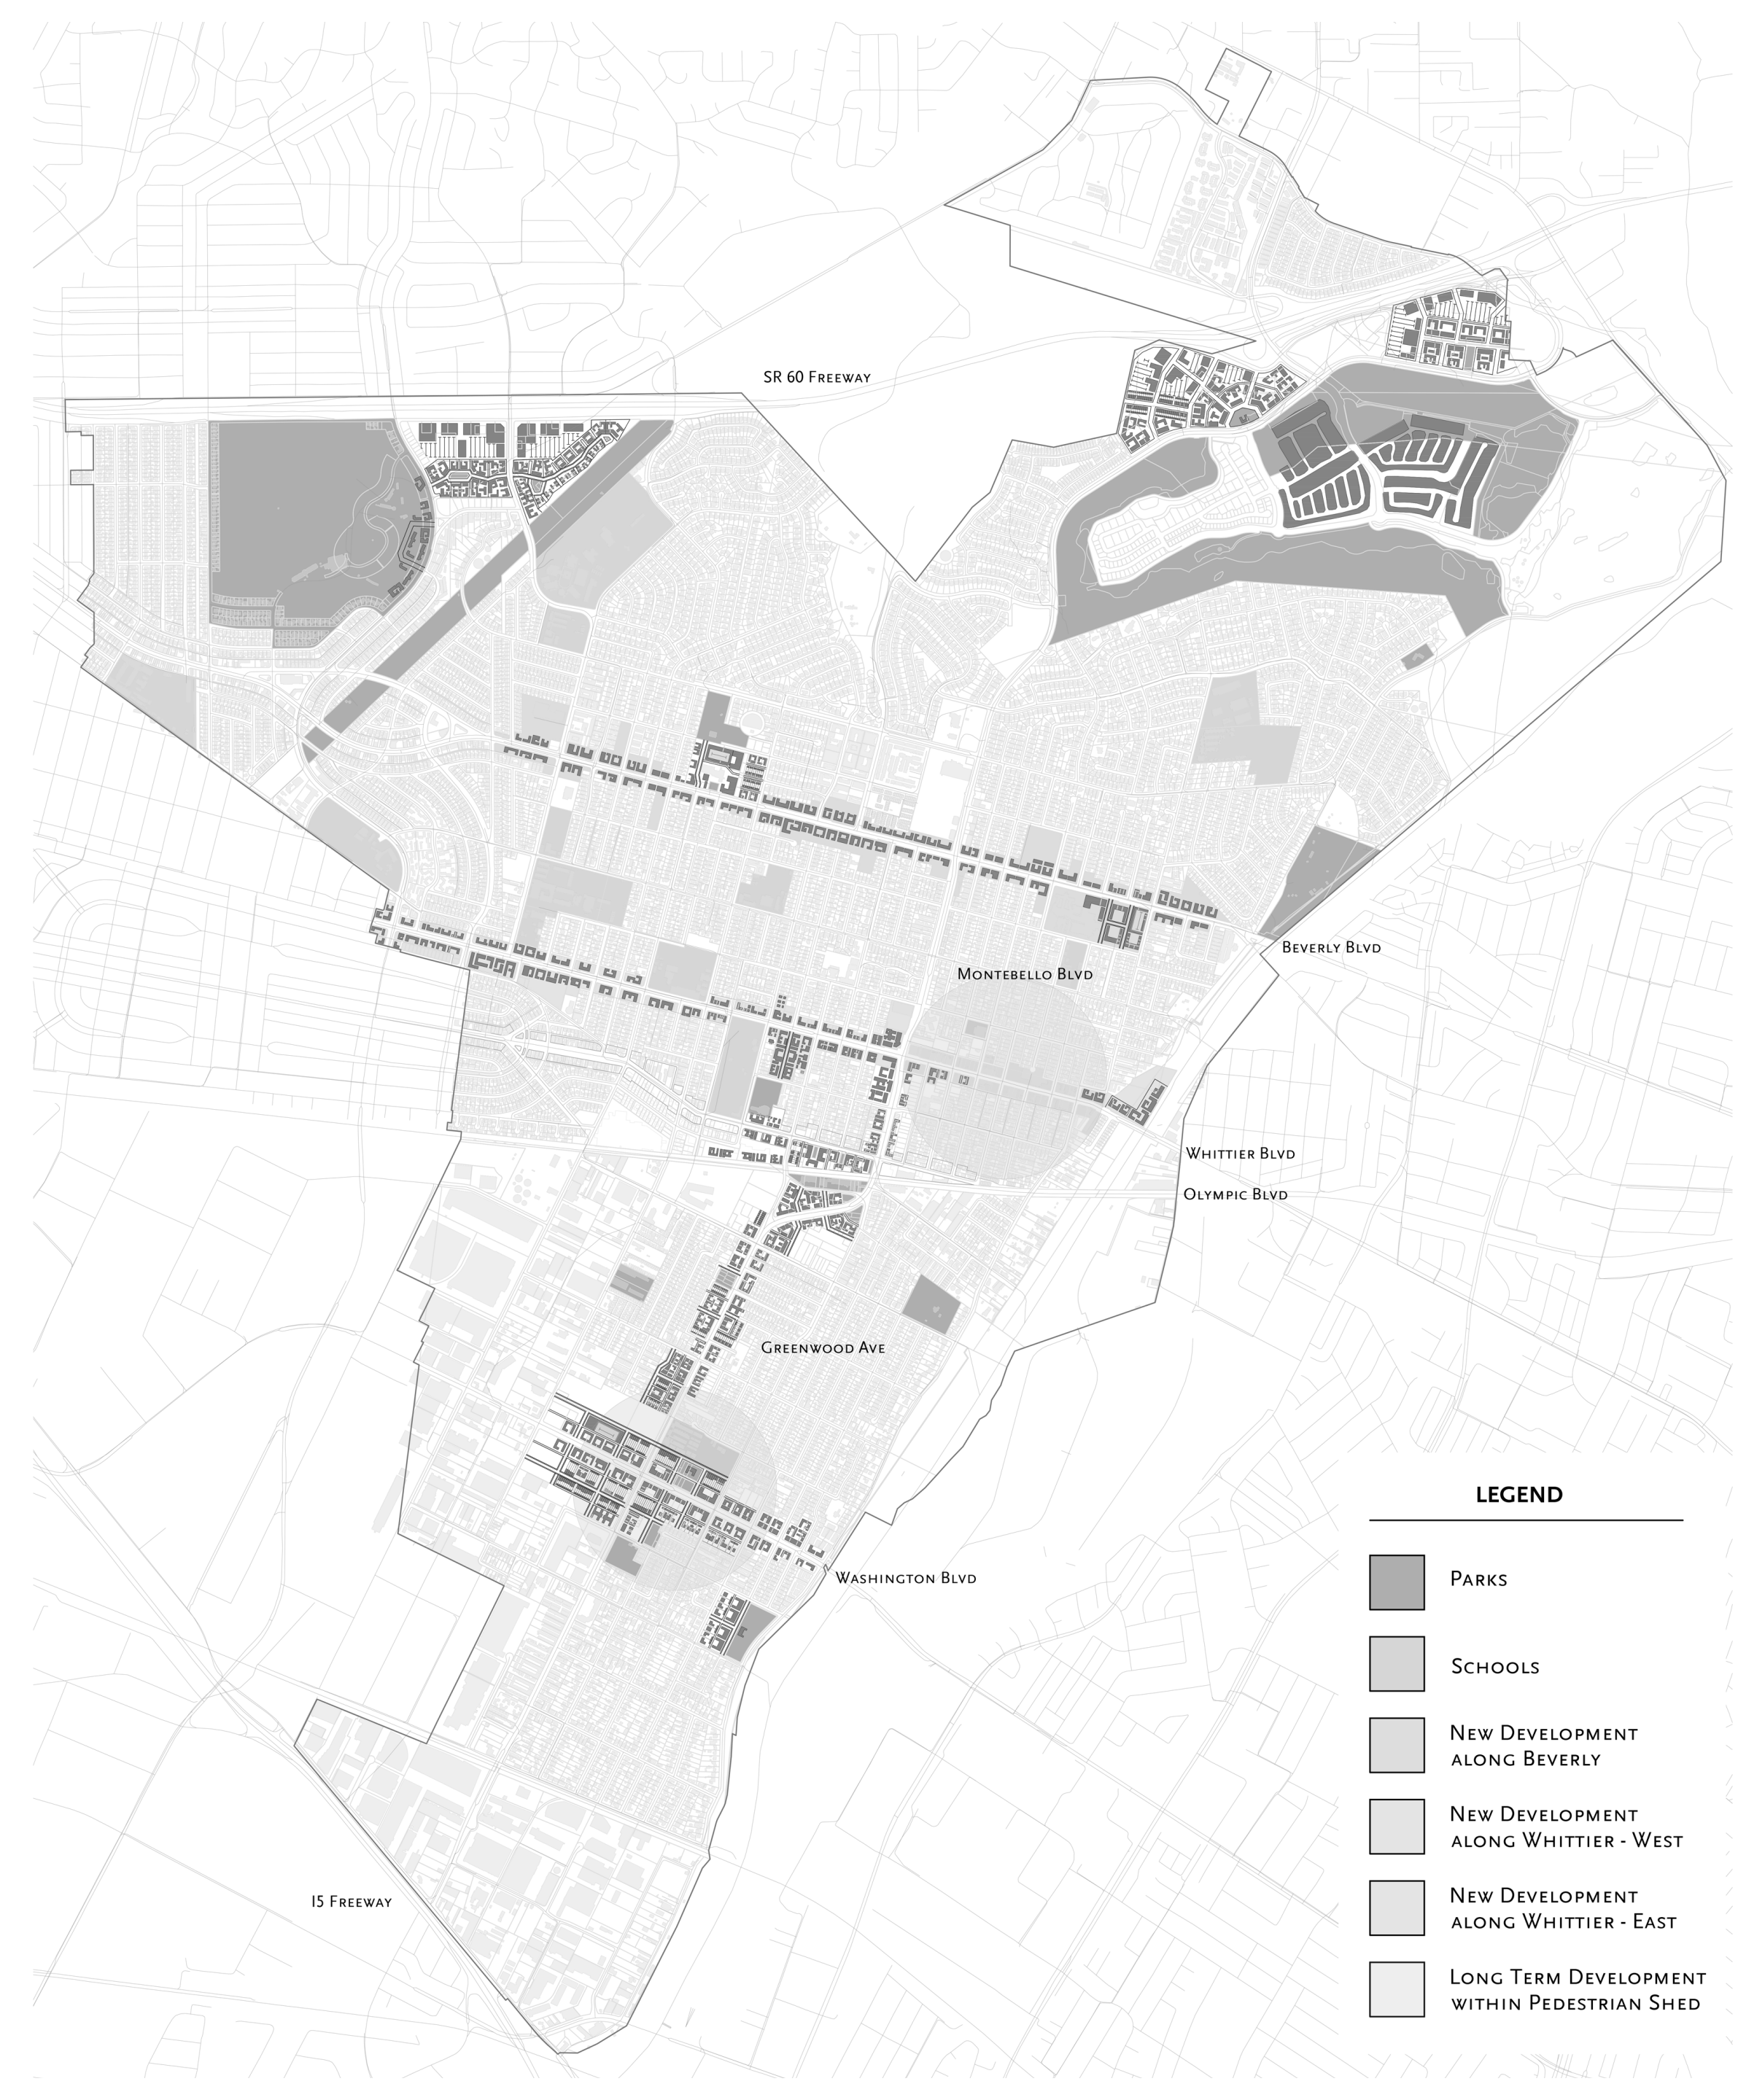 SR 60 Freeway
Beverly Blvd
Montebello Blvd
Whittier Blvd
Olympic Blvd
Greenwood Ave
Washington Blvd
I5 Freeway
LEGEND
Parks
Schools
New Development
along Beverly
New Development
along Whittier - West
New Development
along Whittier - East
Long Term Development
within Pedestrian Shed